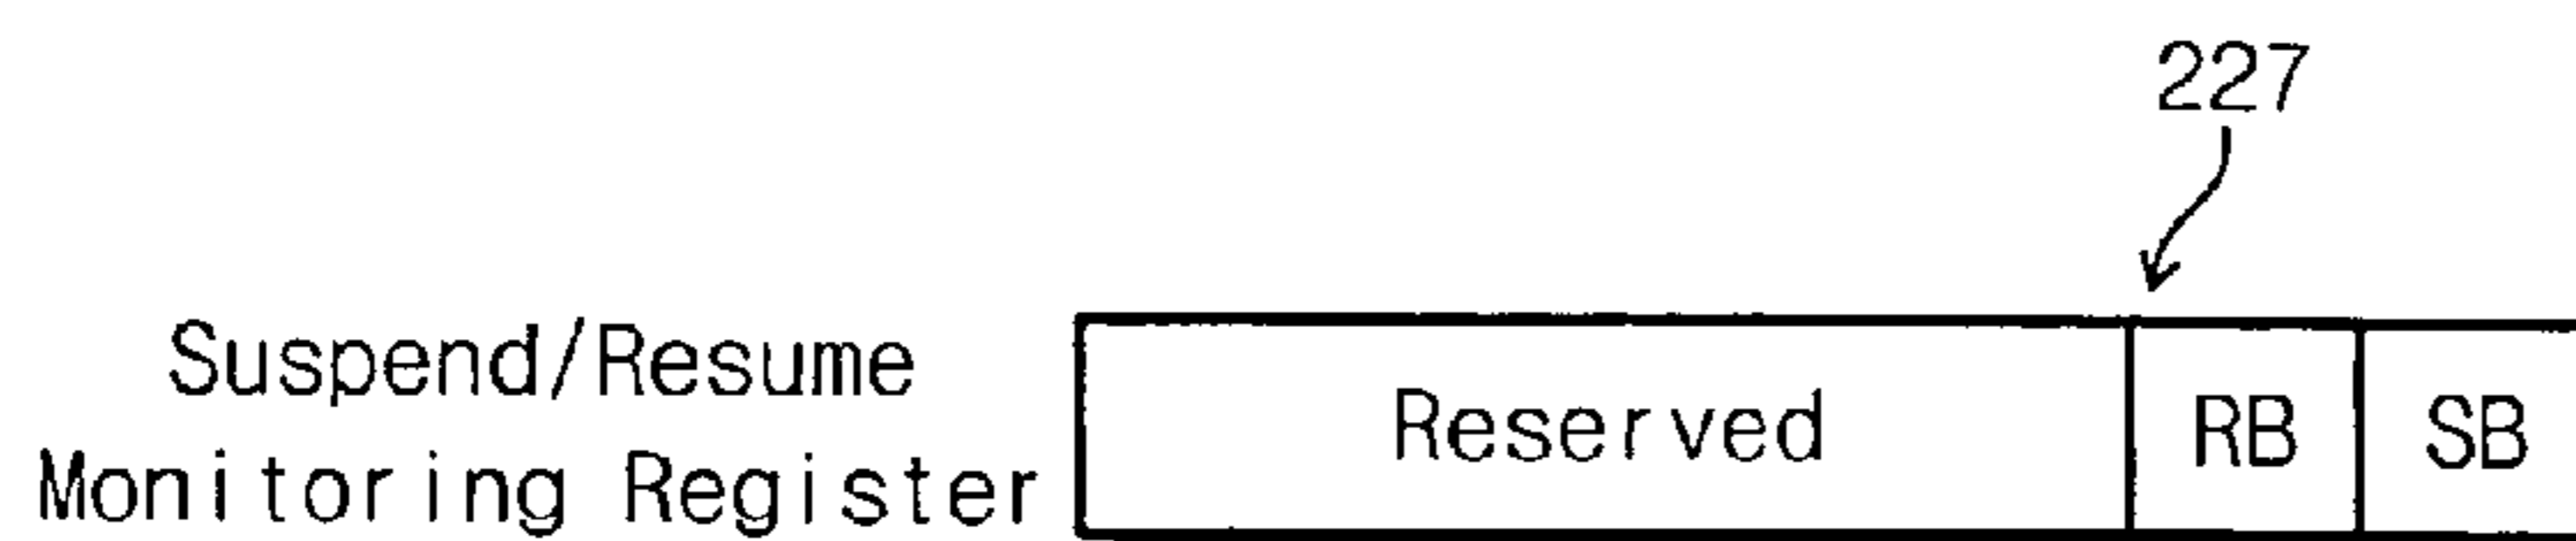 227
Suspend/Resume
Monitoring Register
Reserved
RB
SB